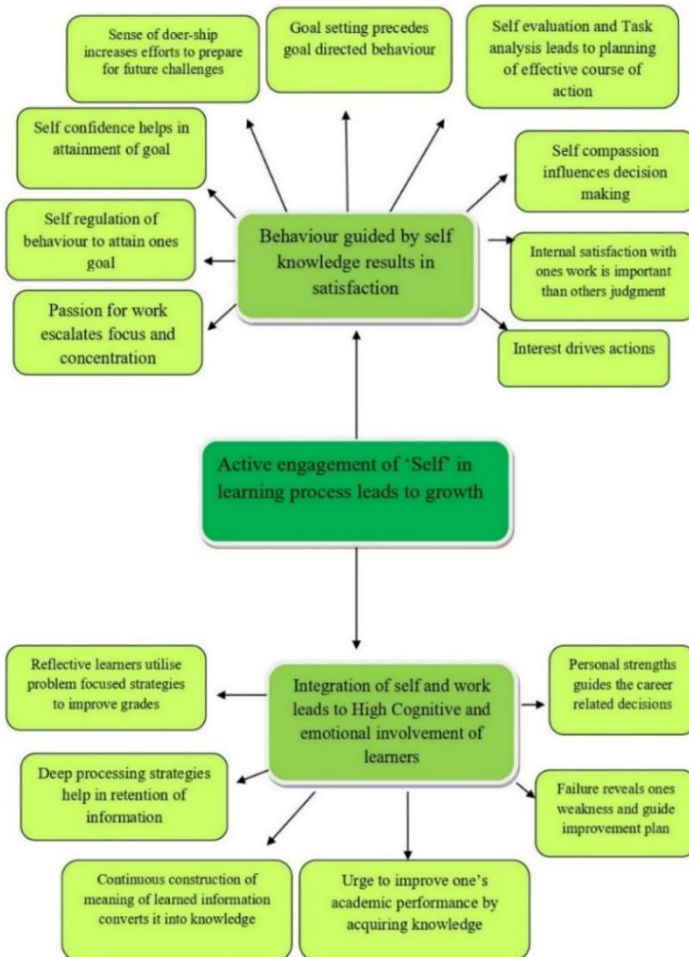 Sense of doer-ship
increases efforts to prepare
for future challenges
Goal setting precedes
goal directed behaviour
Self evaluation and Task
analysis leads to planning
of effective course of
action
Self confidence helps in
attainment of goal
Self compassion
influences decision
making
Self regulation of
behaviour to attain ones
goal
Behaviour guided by self
knowledge results in
satisfaction
Internal satisfaction with
ones work is important
than others judgment
Passion for work
escalates focus and
concentration
Interest drives actions
Active engagement of ‘Self’ in
learning process leads to growth
Reflective learners utilise
problem focused strategies
to improve grades
Integration of self and work
leads to High Cognitive and
emotional involvement of
learners
Personal strengths
guides the career
related decisions
Deep processing strategies
help in retention of
information
Failure reveals ones
weakness and guide
improvement plan
Continuous construction of
meaning of learned information
converts it into knowledge
Urge to improve one’s
academic performance by
acquiring knowledge